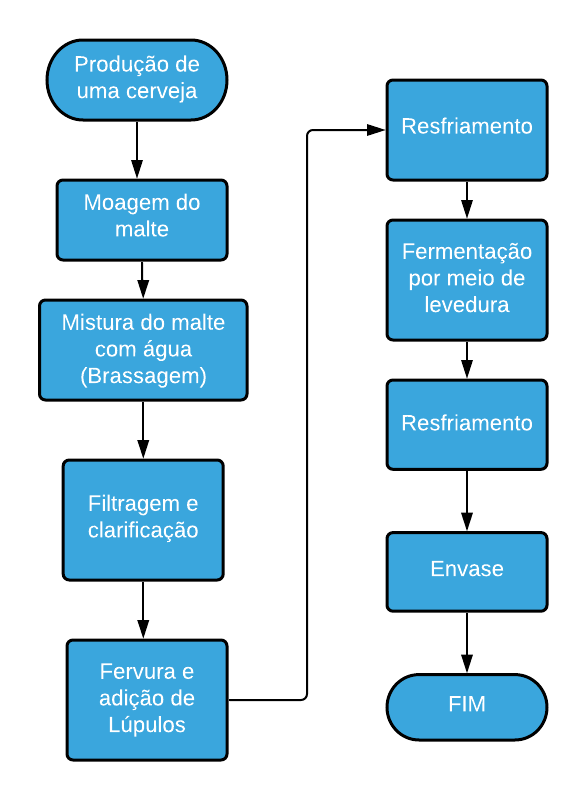 Produção de
uma cerveja
Moagem do
malte
Mistura do malte
com água
(Brassagem)
Filtragem e
clarificação
Fervura e
adição de
Lúpulos
Resfriamento
Fermentação
por meio de
levedura
Resfriamento
Envase
FIM